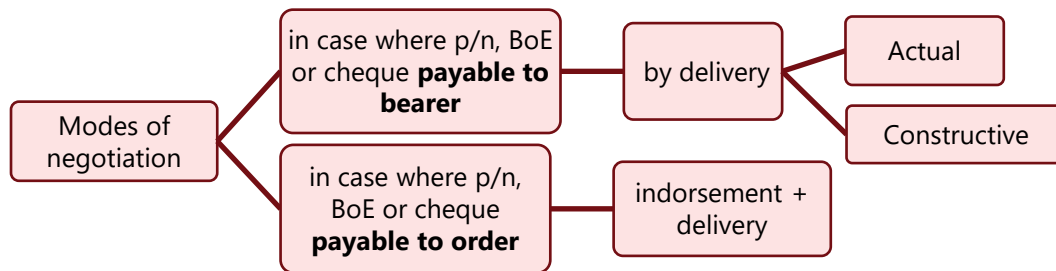 Modes of
negotiation
in case where p/n, BoE
or cheque payable to
bearer
by delivery
Actual
Constructive
in case where p/n,
BoE or cheque
payable to order
indorsement +
delivery